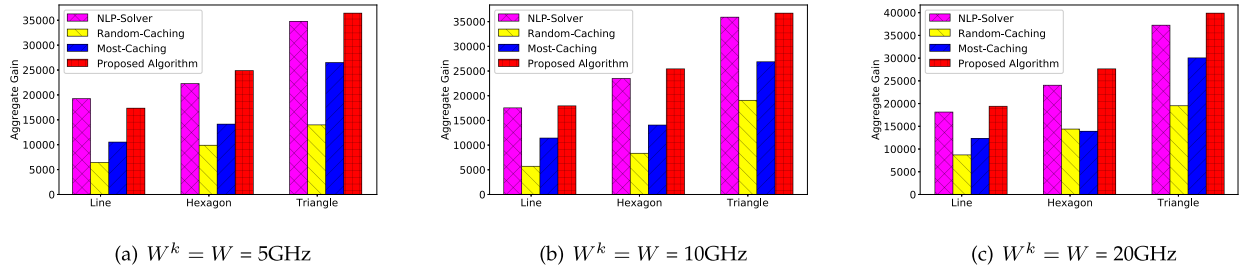 Aggregate Gain
35000
30000
25000
20000
15000
10000
5000
0
NLP-Solver
Random-Caching
Most-Caching
Proposed Algorithm
Line Hexagon Triangle
(a) W^k = W = 5GHz
Aggregate Gain
35000
30000
25000
20000
15000
10000
5000
0
NLP-Solver
Random-Caching
Most-Caching
Proposed Algorithm
Line Hexagon Triangle
(b) W^k = W = 10GHz
Aggregate Gain
40000
35000
30000
25000
20000
15000
10000
5000
0
NLP-Solver
Random-Caching
Most-Caching
Proposed Algorithm
Line Hexagon Triangle
(c) W^k = W = 20GHz